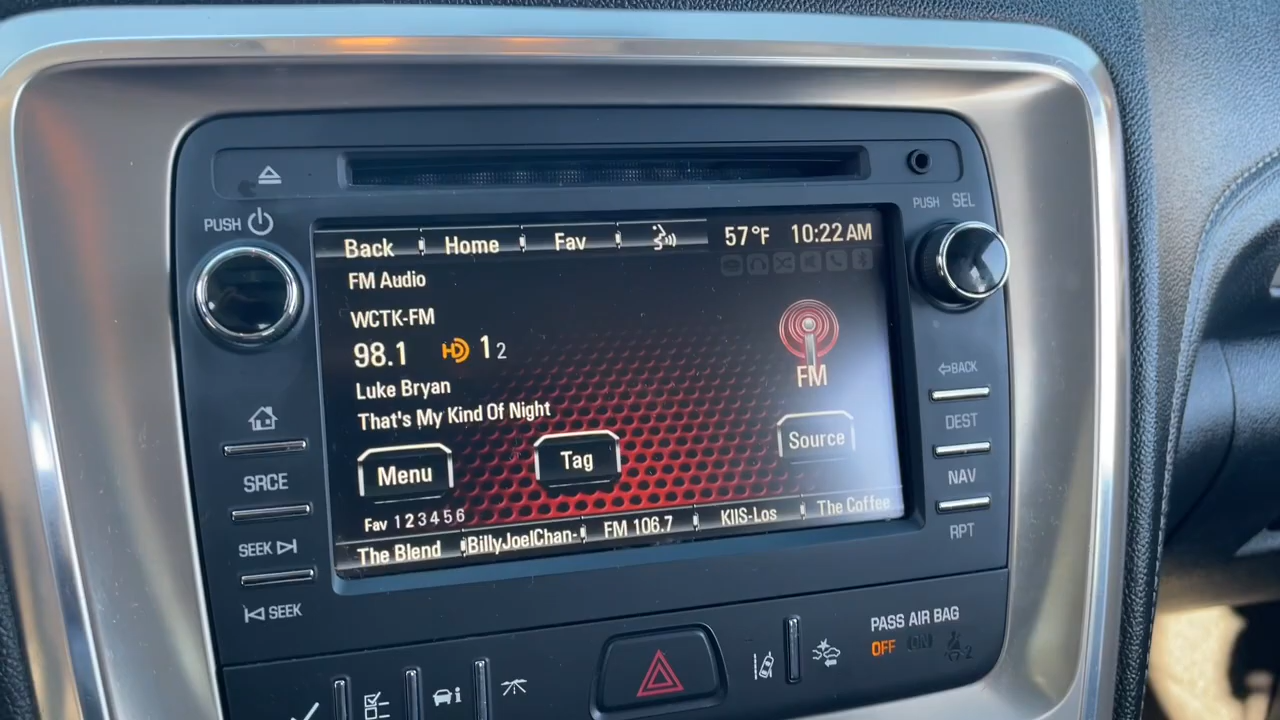 PUSH
PUSH SEL
Back Home Fav 57°F 10:22 AM
FM Audio
WCTK-FM
98.1 HD 1 2
FM
Luke Bryan
That's My Kind Of Night
Menu Tag Source
Fav 1 2 3 4 5 6
The Blend BillyJoelChan- FM 106.7 KIIS-Los The Coffee
SRCE
SEEK
SEEK
BACK
DEST
NAV
RPT
PASS AIR BAG
OFF ON
2